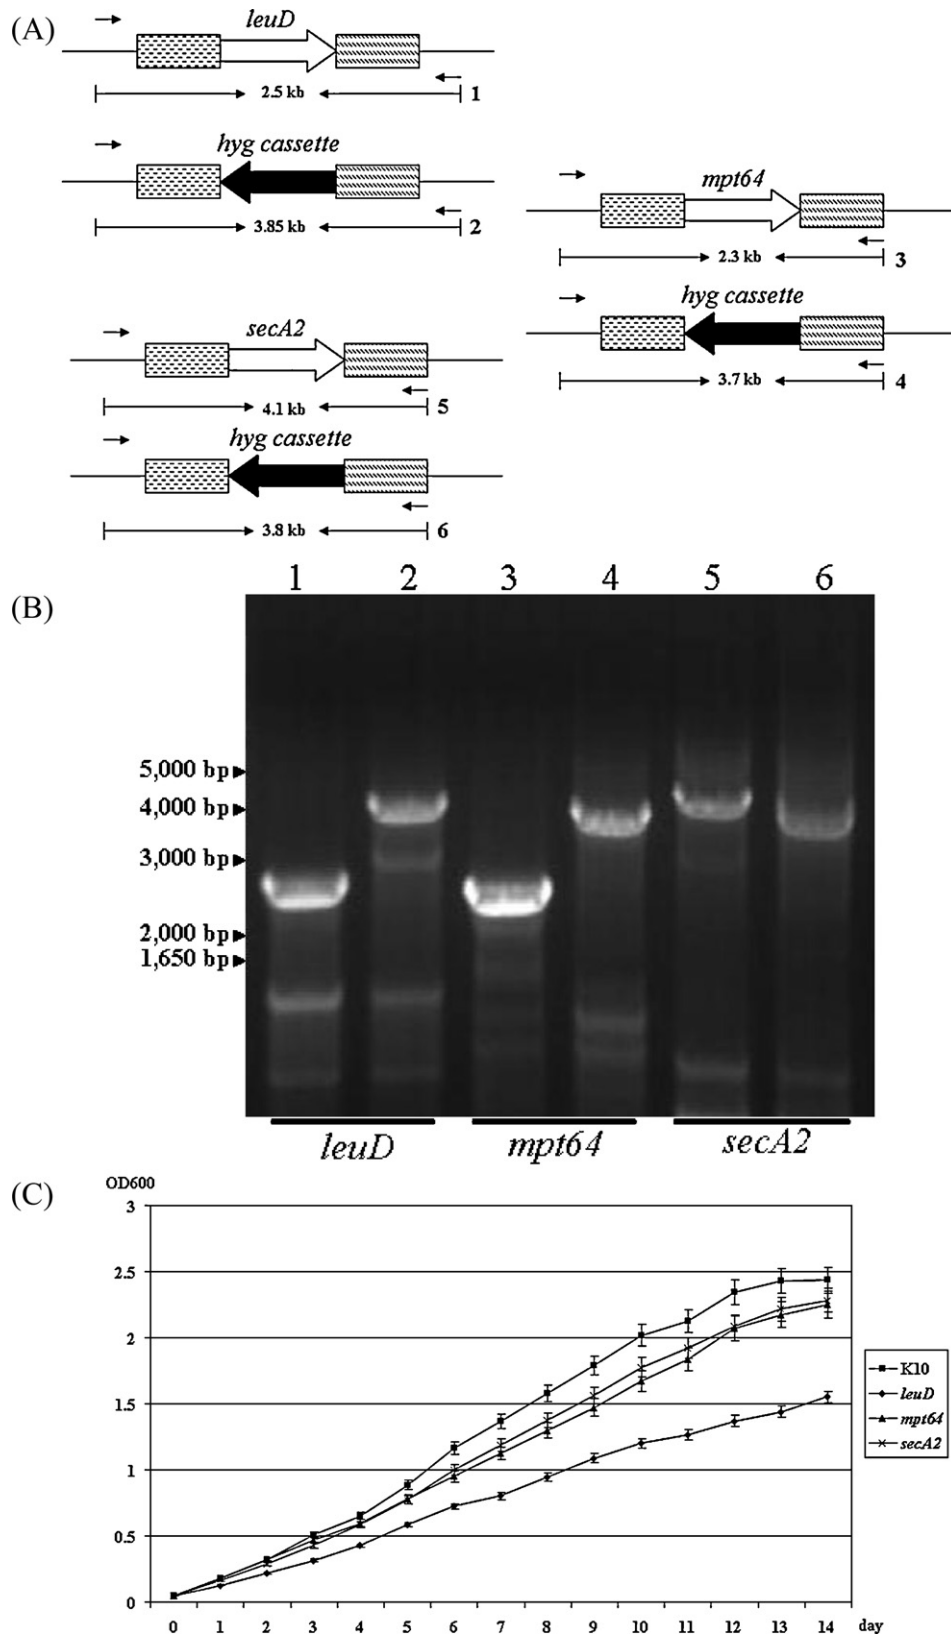 (A)
leuD
2.5 kb
1
hyg cassette
3.85 kb
2
mpt64
2.3 kb
3
hyg cassette
3.7 kb
4
secA2
4.1 kb
5
hyg cassette
3.8 kb
6
(B)
1 2 3 4 5 6
5,000 bp
4,000 bp
3,000 bp
2,000 bp
1,650 bp
leuD mpt64 secA2
(C)
OD600
3
2.5
2
1.5
1
0.5
0
0 1 2 3 4 5 6 7 8 9 10 11 12 13 14 day
K10
leuD
mpt64
secA2